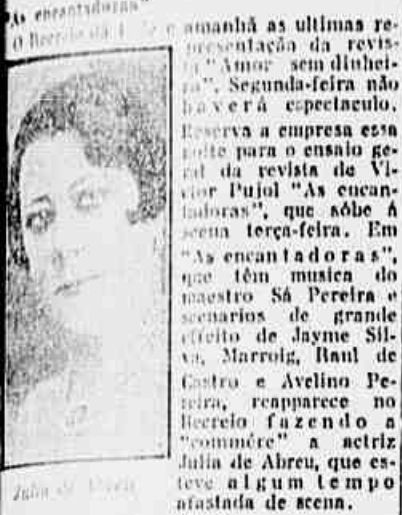 "As encantadoras"
O Recreio dá e amanhã as ultimas re-
presentação da revis-
ta "Amor sem dinhei-
ro". Segunda-feira não
haverá espectaculo.
Reserva a empresa essa
noite para o ensaio ge-
ral da revista de Vi-
ctor Pujol "As encan-
tadoras", que sóbe á
scena terça-feira. Em
"As encantadoras",
que têm musica do
maestro Sá Pereira e
scenarios de grande
effeito de Jayme Sil-
va, Marroig, Raul de
Castro e Avelino Pe-
reira, reapparece no
Recreio fazendo a
"commére" a actriz
Julia de Abreu, que es-
teve algum tempo
afastada de scena.
Julia de Abreu